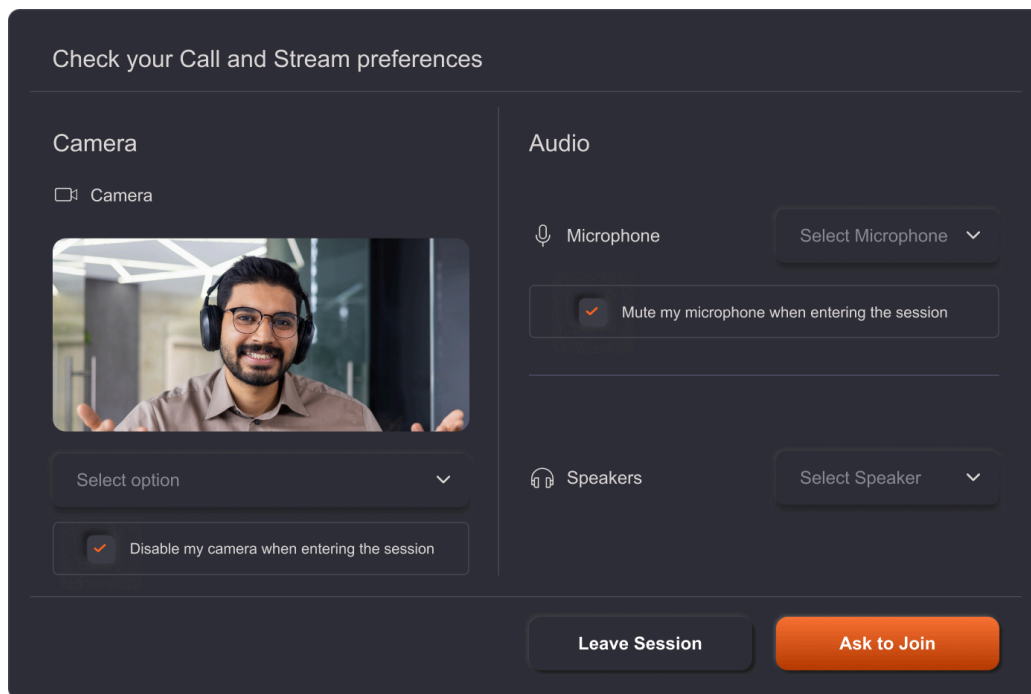 Check your Call and Stream preferences
Camera
Camera
Select option
Disable my camera when entering the session
Audio
Microphone
Select Microphone
Mute my microphone when entering the session
Speakers
Select Speaker
Leave Session
Ask to Join